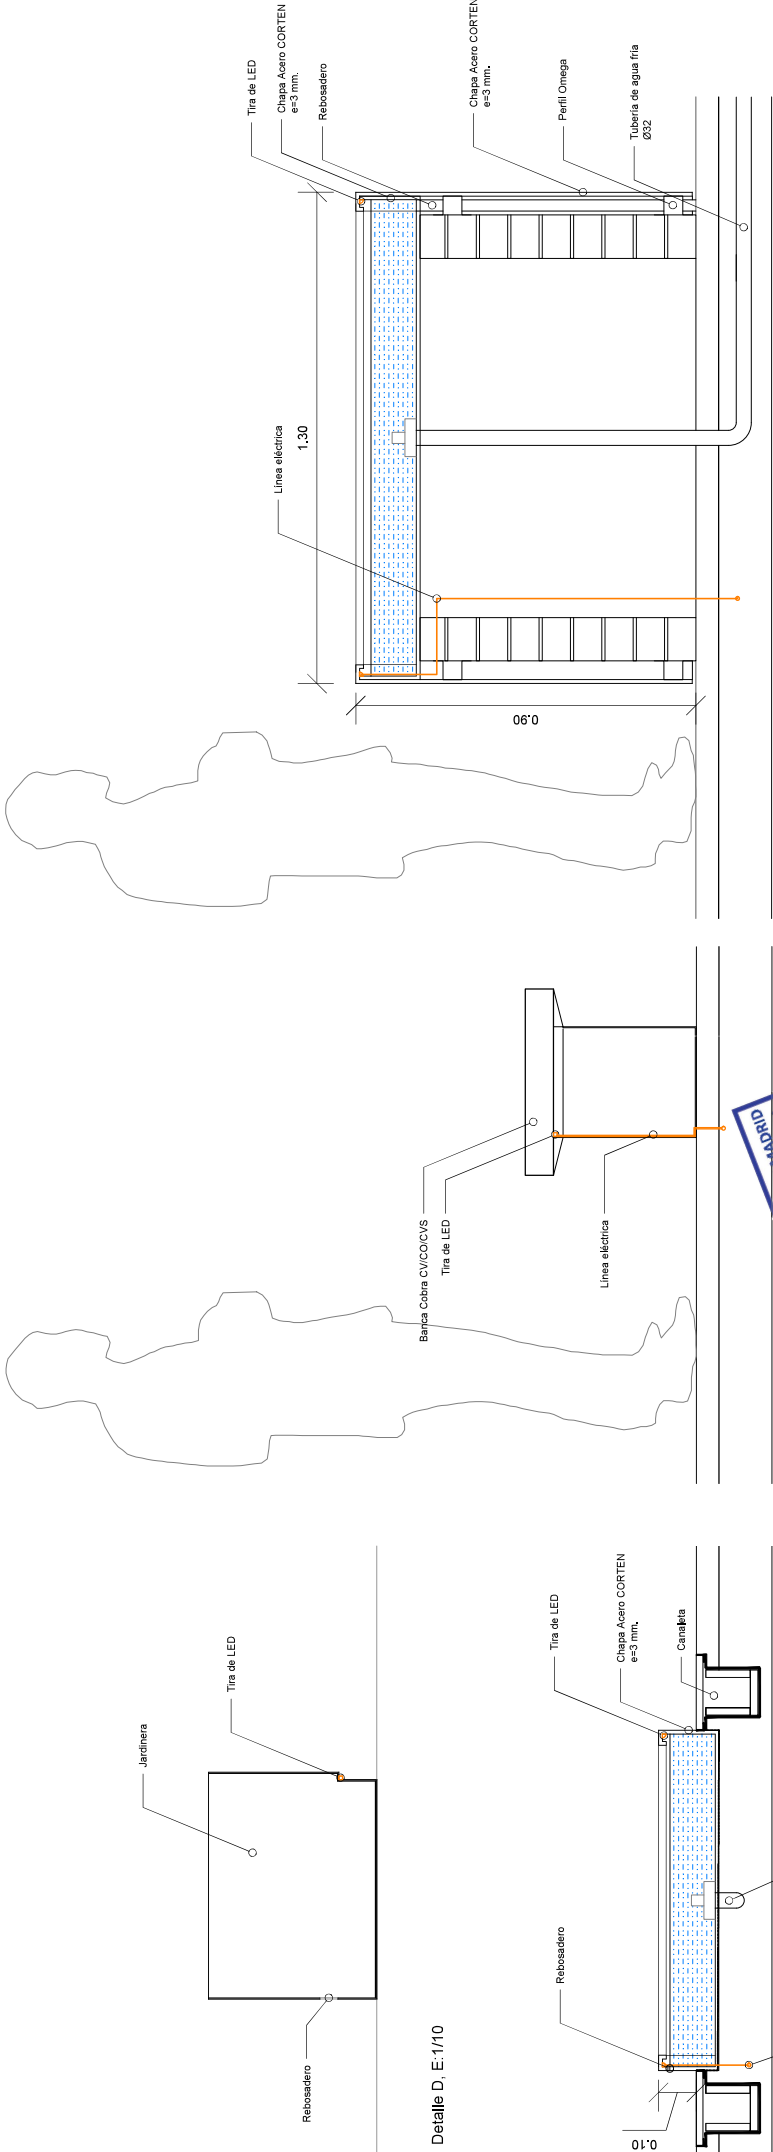 Tira de LED
Chapa Acero CORTEN
e=3 mm.
Rebosadero
Chapa Acero CORTEN
e=3 mm.
Perfil Omega
Tubería de agua fria
Ø32
Línea eléctrica
1.30
0.90
Banca Cobra CV/CO/CVS
Tira de LED
Línea eléctrica
MADRID
Jardinera
Tira de LED
Rebosadero
Detalle D, E:1/10
Tira de LED
Chapa Acero CORTEN
e=3 mm.
Canaleta
Rebosadero
0.10